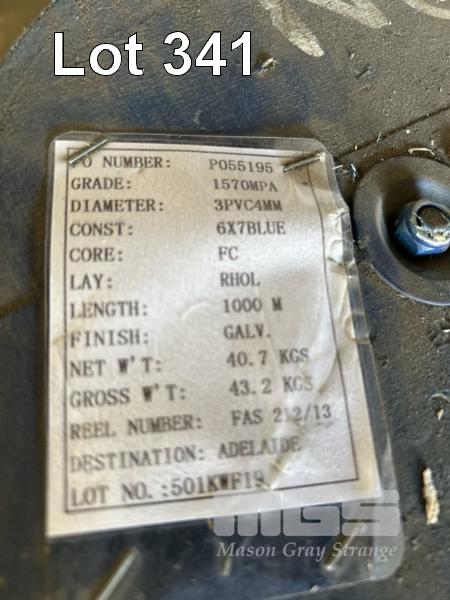 Lot 341
PO NUMBER: P055195
GRADE: 1570MPA
DIAMETER: 3PVC4MM
CONST: 6X7BLUE
CORE: FC
LAY: RHOL
LENGTH: 1000 M
FINISH: GALV.
NET W'T: 40.7 KGS
GROSS W'T: 43.2 KGS
REEL NUMBER: FAS 212/13
DESTINATION: ADELAIDE
LOT NO.:501KWF19
MGS
Mason Gray Strange